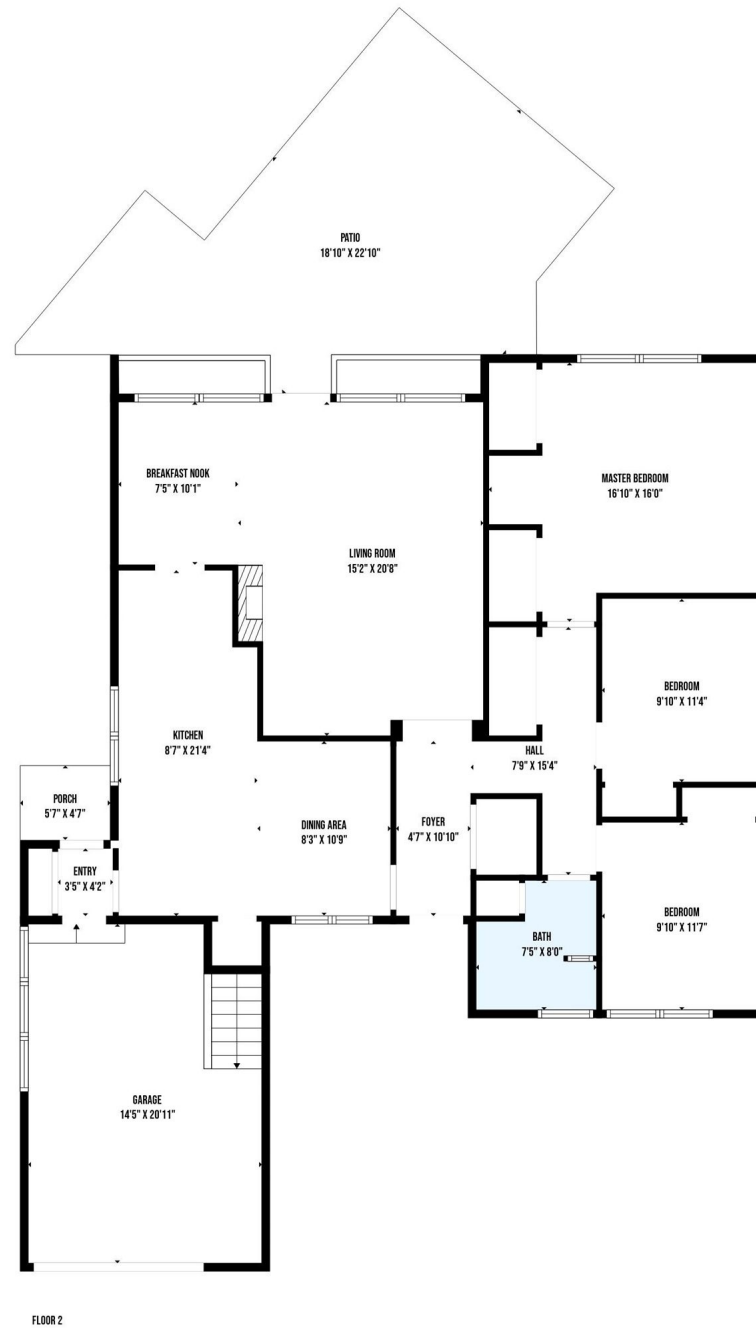 PATIO
18'10" X 22'10"
BREAKFAST NOOK
7'5" X 10'1"
MASTER BEDROOM
16'10" X 16'0"
LIVING ROOM
15'2" X 20'8"
BEDROOM
9'10" X 11'4"
KITCHEN
8'7" X 21'4"
HALL
7'9" X 15'4"
PORCH
5'7" X 4'7"
DINING AREA
8'3" X 10'9"
FOYER
4'7" X 10'10"
ENTRY
3'5" X 4'2"
BEDROOM
9'10" X 11'7"
BATH
7'5" X 8'0"
GARAGE
14'5" X 20'11"
FLOOR 2